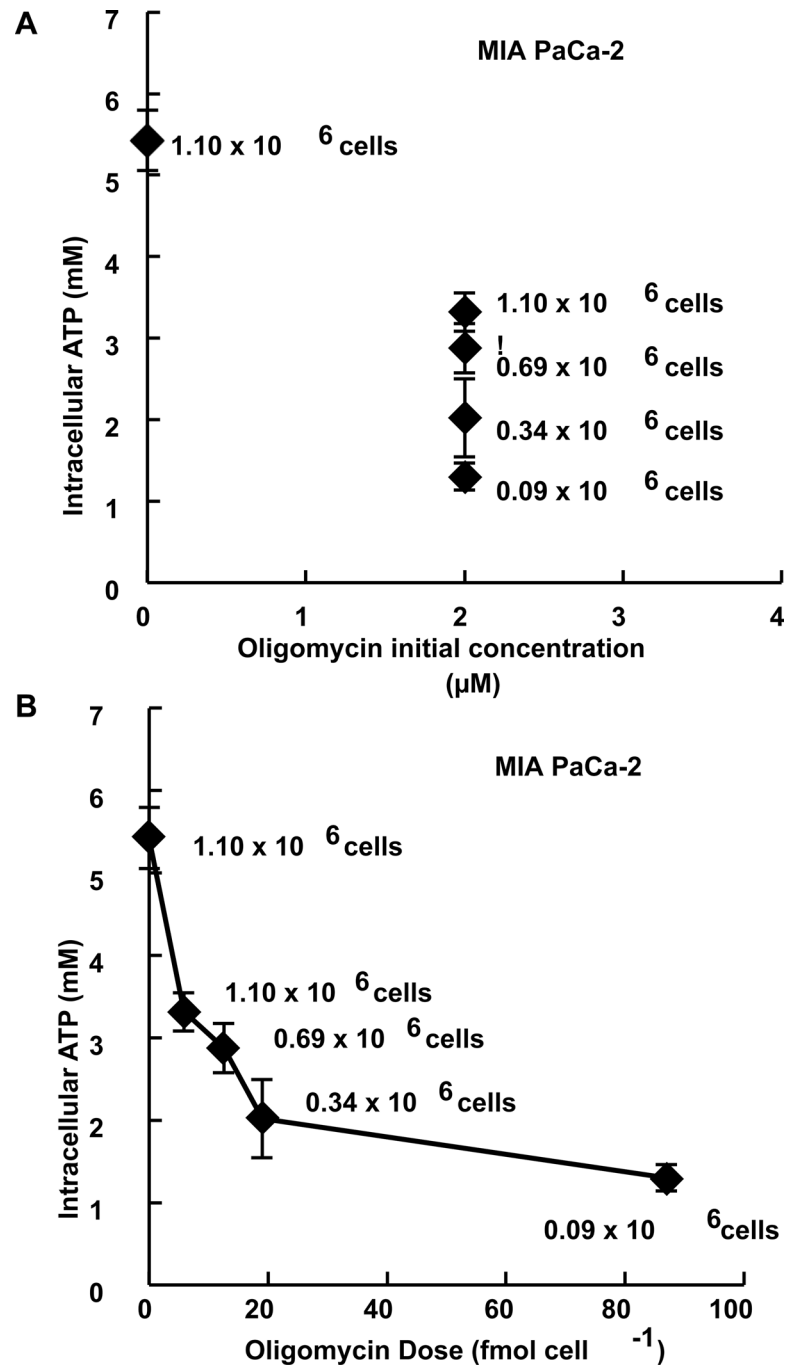 A
MIA PaCa-2
7
6
5
4
3
2
1
0
Intracellular ATP (mM)
1.10 x 10 6 cells
1.10 x 10 6 cells
!
0.69 x 10 6 cells
0.34 x 10 6 cells
0.09 x 10 6 cells
0 1 2 3 4
Oligomycin initial concentration
(µM)
B
MIA PaCa-2
7
6
5
4
3
2
1
0
Intracellular ATP (mM)
1.10 x 10 6 cells
1.10 x 10 6 cells
0.69 x 10 6 cells
0.34 x 10 6 cells
0.09 x 10 6 cells
0 20 40 60 80 100
Oligomycin Dose (fmol cell -1)